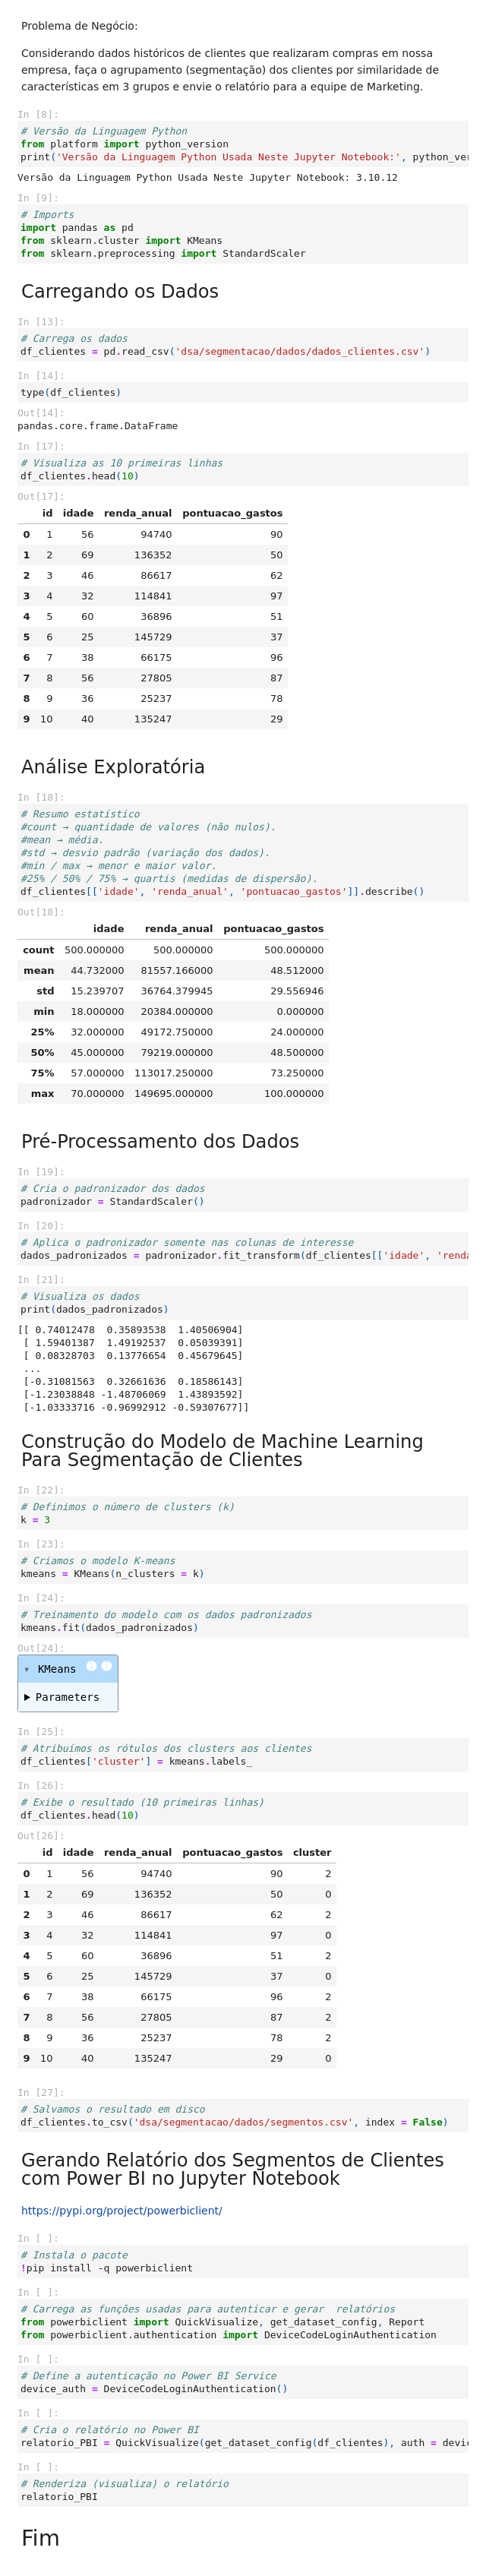 Problema de Negócio:
Considerando dados históricos de clientes que realizaram compras em nossa
empresa, faça o agrupamento (segmentação) dos clientes por similaridade de
características em 3 grupos e envie o relatório para a equipe de Marketing.
In [8]:
# Versão da Linguagem Python
from platform import python_version
print('Versão da Linguagem Python Usada Neste Jupyter Notebook:', python_ver
Versão da Linguagem Python Usada Neste Jupyter Notebook: 3.10.12
In [9]:
# Imports
import pandas as pd
from sklearn.cluster import KMeans
from sklearn.preprocessing import StandardScaler
Carregando os Dados
In [13]:
# Carrega os dados
df_clientes = pd.read_csv('dsa/segmentacao/dados/dados_clientes.csv')
In [14]:
type(df_clientes)
Out[14]:
pandas.core.frame.DataFrame
In [17]:
# Visualiza as 10 primeiras linhas
df_clientes.head(10)
Out[17]:
id idade renda_anual pontuacao_gastos
0 1 56 94740 90
1 2 69 136352 50
2 3 46 86617 62
3 4 32 114841 97
4 5 60 36896 51
5 6 25 145729 37
6 7 38 66175 96
7 8 56 27805 87
8 9 36 25237 78
9 10 40 135247 29
Análise Exploratória
In [18]:
# Resumo estatístico
#count → quantidade de valores (não nulos).
#mean → média.
#std → desvio padrão (variação dos dados).
#min / max → menor e maior valor.
#25% / 50% / 75% → quartis (medidas de dispersão).
df_clientes[['idade', 'renda_anual', 'pontuacao_gastos']].describe()
Out[18]:
idade renda_anual pontuacao_gastos
count 500.000000 500.000000 500.000000
mean 44.732000 81557.166000 48.512000
std 15.239707 36764.379945 29.556946
min 18.000000 20384.000000 0.000000
25% 32.000000 49172.750000 24.000000
50% 45.000000 79219.000000 48.500000
75% 57.000000 113017.250000 73.250000
max 70.000000 149695.000000 100.000000
Pré-Processamento dos Dados
In [19]:
# Cria o padronizador dos dados
padronizador = StandardScaler()
In [20]:
# Aplica o padronizador somente nas colunas de interesse
dados_padronizados = padronizador.fit_transform(df_clientes[['idade', 'renda
In [21]:
# Visualiza os dados
print(dados_padronizados)
[[ 0.74012478 0.35893538 1.40506904]
[ 1.59401387 1.49192537 0.05039391]
[ 0.08328703 0.13776654 0.45679645]
...
[-0.31081563 0.32661636 0.18586143]
[-1.23038848 -1.48706069 1.43893592]
[-1.03333716 -0.96992912 -0.59307677]]
Construção do Modelo de Machine Learning
Para Segmentação de Clientes
In [22]:
# Definimos o número de clusters (k)
k = 3
In [23]:
# Criamos o modelo K-means
kmeans = KMeans(n_clusters = k)
In [24]:
# Treinamento do modelo com os dados padronizados
kmeans.fit(dados_padronizados)
Out[24]:
▾ KMeans
▶ Parameters
In [25]:
# Atribuímos os rótulos dos clusters aos clientes
df_clientes['cluster'] = kmeans.labels_
In [26]:
# Exibe o resultado (10 primeiras linhas)
df_clientes.head(10)
Out[26]:
id idade renda_anual pontuacao_gastos cluster
0 1 56 94740 90 2
1 2 69 136352 50 0
2 3 46 86617 62 2
3 4 32 114841 97 0
4 5 60 36896 51 2
5 6 25 145729 37 0
6 7 38 66175 96 2
7 8 56 27805 87 2
8 9 36 25237 78 2
9 10 40 135247 29 0
In [27]:
# Salvamos o resultado em disco
df_clientes.to_csv('dsa/segmentacao/dados/segmentos.csv', index = False)
Gerando Relatório dos Segmentos de Clientes
com Power BI no Jupyter Notebook
https://pypi.org/project/powerbiclient/
In [ ]:
# Instala o pacote
!pip install -q powerbiclient
In [ ]:
# Carrega as funções usadas para autenticar e gerar  relatórios
from powerbiclient import QuickVisualize, get_dataset_config, Report
from powerbiclient.authentication import DeviceCodeLoginAuthentication
In [ ]:
# Define a autenticação no Power BI Service
device_auth = DeviceCodeLoginAuthentication()
In [ ]:
# Cria o relatório no Power BI
relatorio_PBI = QuickVisualize(get_dataset_config(df_clientes), auth = devic
In [ ]:
# Renderiza (visualiza) o relatório
relatorio_PBI
Fim